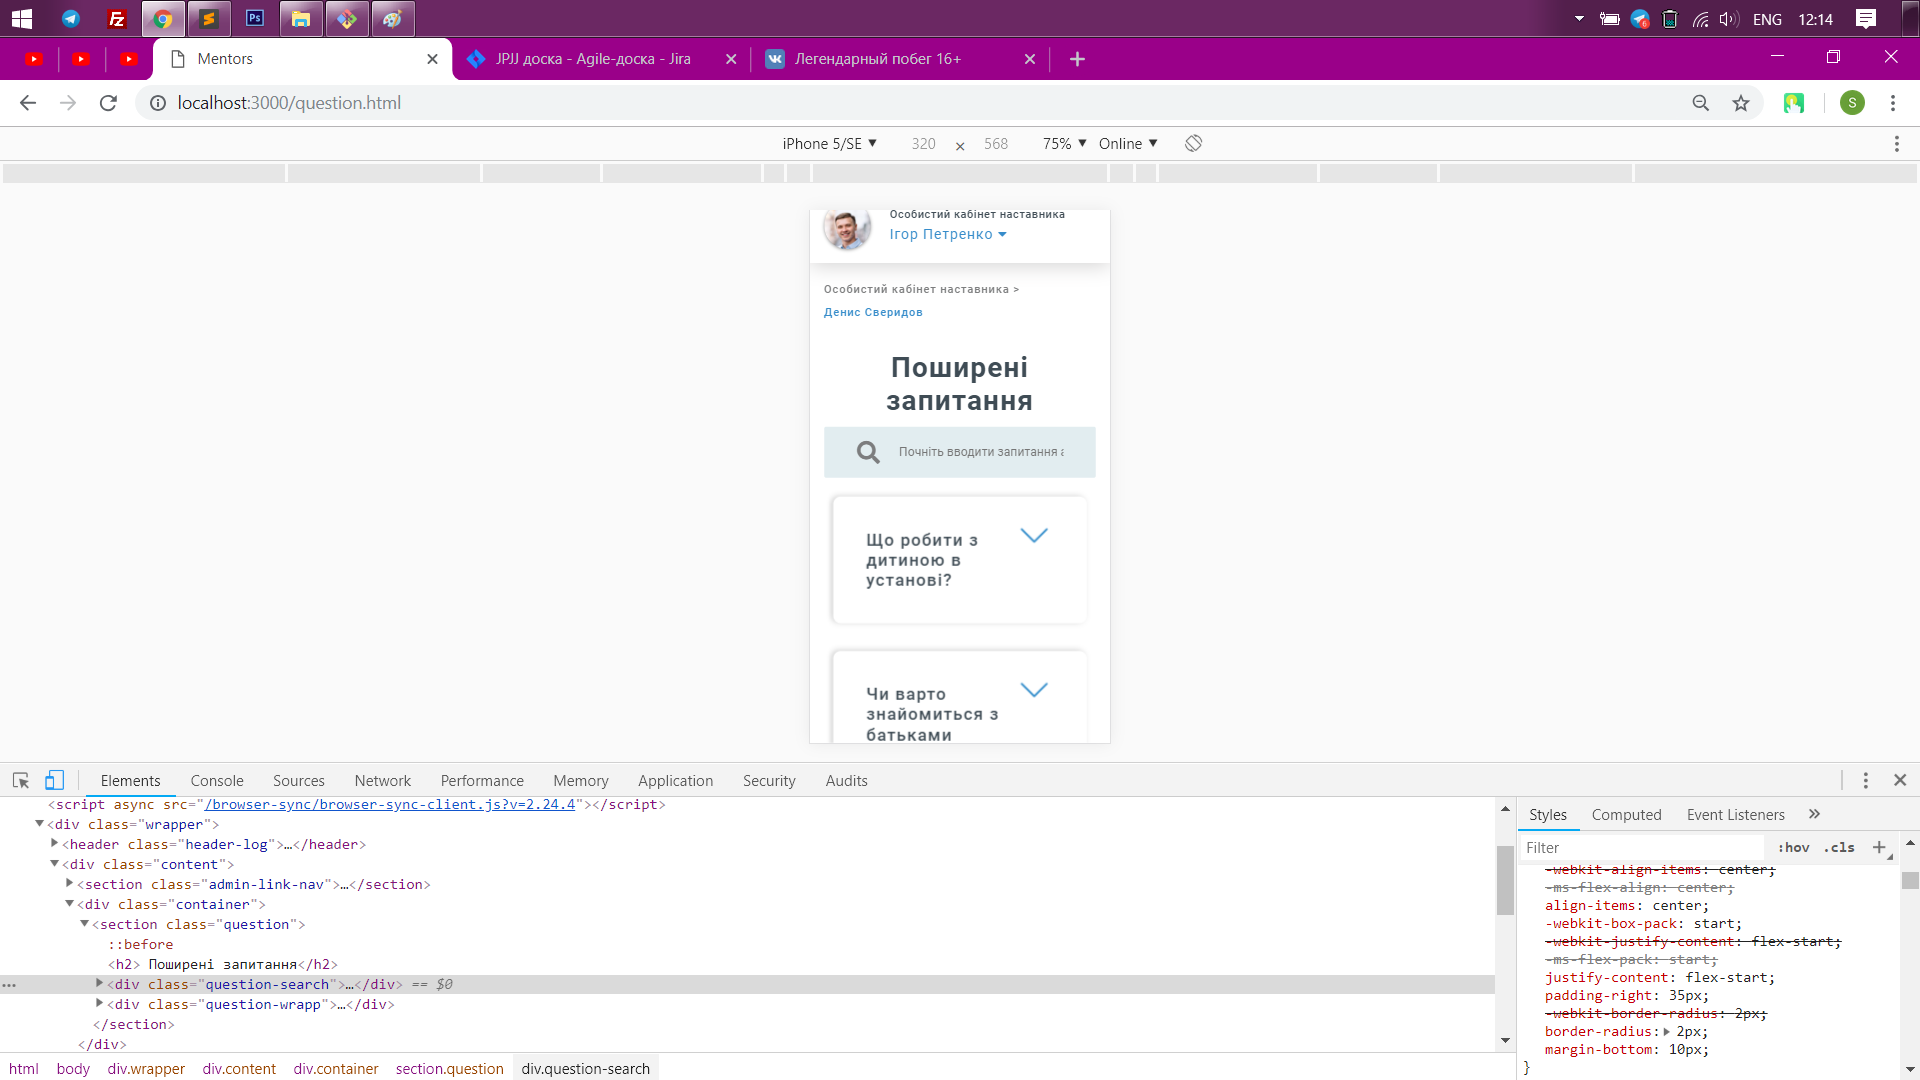 Fz
Ps
6
ENG
12:14
Mentors
JPJJ доска - Agile-доска - Jira
Легендарный побег 16+
localhost:3000/question.html
S
iPhone 5/SE ▼
320 × 568
75% ▼
Online ▼
Особистий кабінет наставника
Ігор Петренко
Особистий кабінет наставника >
Денис Сверидов
Поширені
запитання
Почніть вводити запитання а
Що робити з
дитиною в
установі?
Чи варто
знайомиться з
батьками
Elements
Console
Sources
Network
Performance
Memory
Application
Security
Audits
<script async src="/browser-sync/browser-sync-client.js?v=2.24.4"></script>
<div class="wrapper">
<header class="header-log">…</header>
<div class="content">
<section class="admin-link-nav">…</section>
<div class="container">
<section class="question">
::before
<h2> Поширені запитання</h2>
<div class="question-search">…</div> == $0
<div class="question-wrapp">…</div>
</section>
</div>
html
body
div.wrapper
div.content
div.container
section.question
div.question-search
Styles
Computed
Event Listeners
»
Filter
:hov
.cls
+
-webkit-align-items: center;
-ms-flex-align: center;
align-items: center;
-webkit-box-pack: start;
-webkit-justify-content: flex-start;
-ms-flex-pack: start;
justify-content: flex-start;
padding-right: 35px;
-webkit-border-radius: 2px;
border-radius: 2px;
margin-bottom: 10px;
}